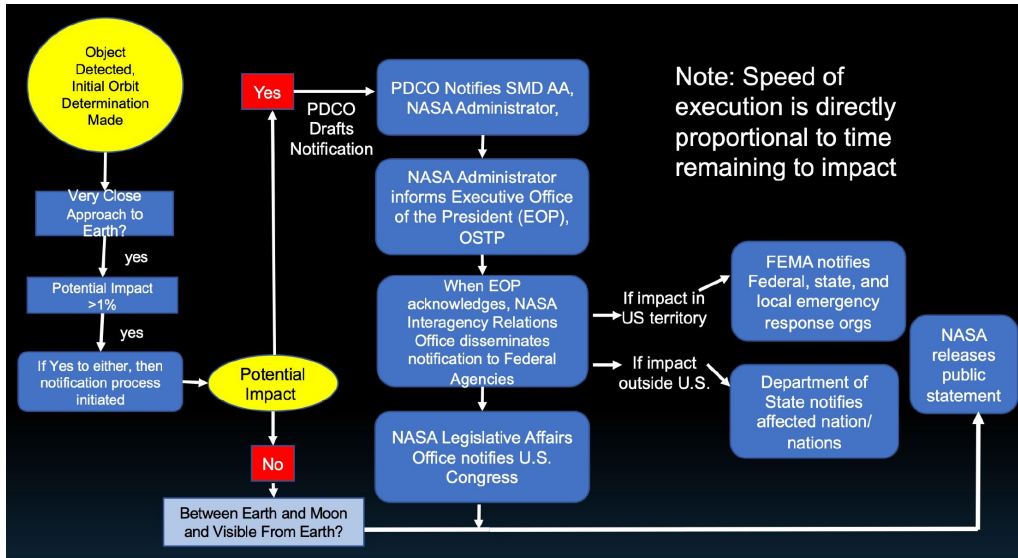 Object
Detected,
Initial Orbit
Determination
Made
Very Close
Approach to
Earth?
yes
Potential Impact
>1%
yes
If Yes to either, then
notification process
initiated
Potential
Impact
Yes
PDCO
Drafts
Notification
No
Between Earth and Moon
and Visible From Earth?
PDCO Notifies SMD AA,
NASA Administrator,
NASA Administrator
informs Executive Office
of the President (EOP),
OSTP
When EOP
acknowledges, NASA
Interagency Relations
Office disseminates
notification to Federal
Agencies
NASA Legislative Affairs
Office notifies U.S.
Congress
If impact in
US territory
If impact
outside U.S.
FEMA notifies
Federal, state, and
local emergency
response orgs
Department of
State notifies
affected nation/
nations
NASA
releases
public
statement
Note: Speed of
execution is directly
proportional to time
remaining to impact